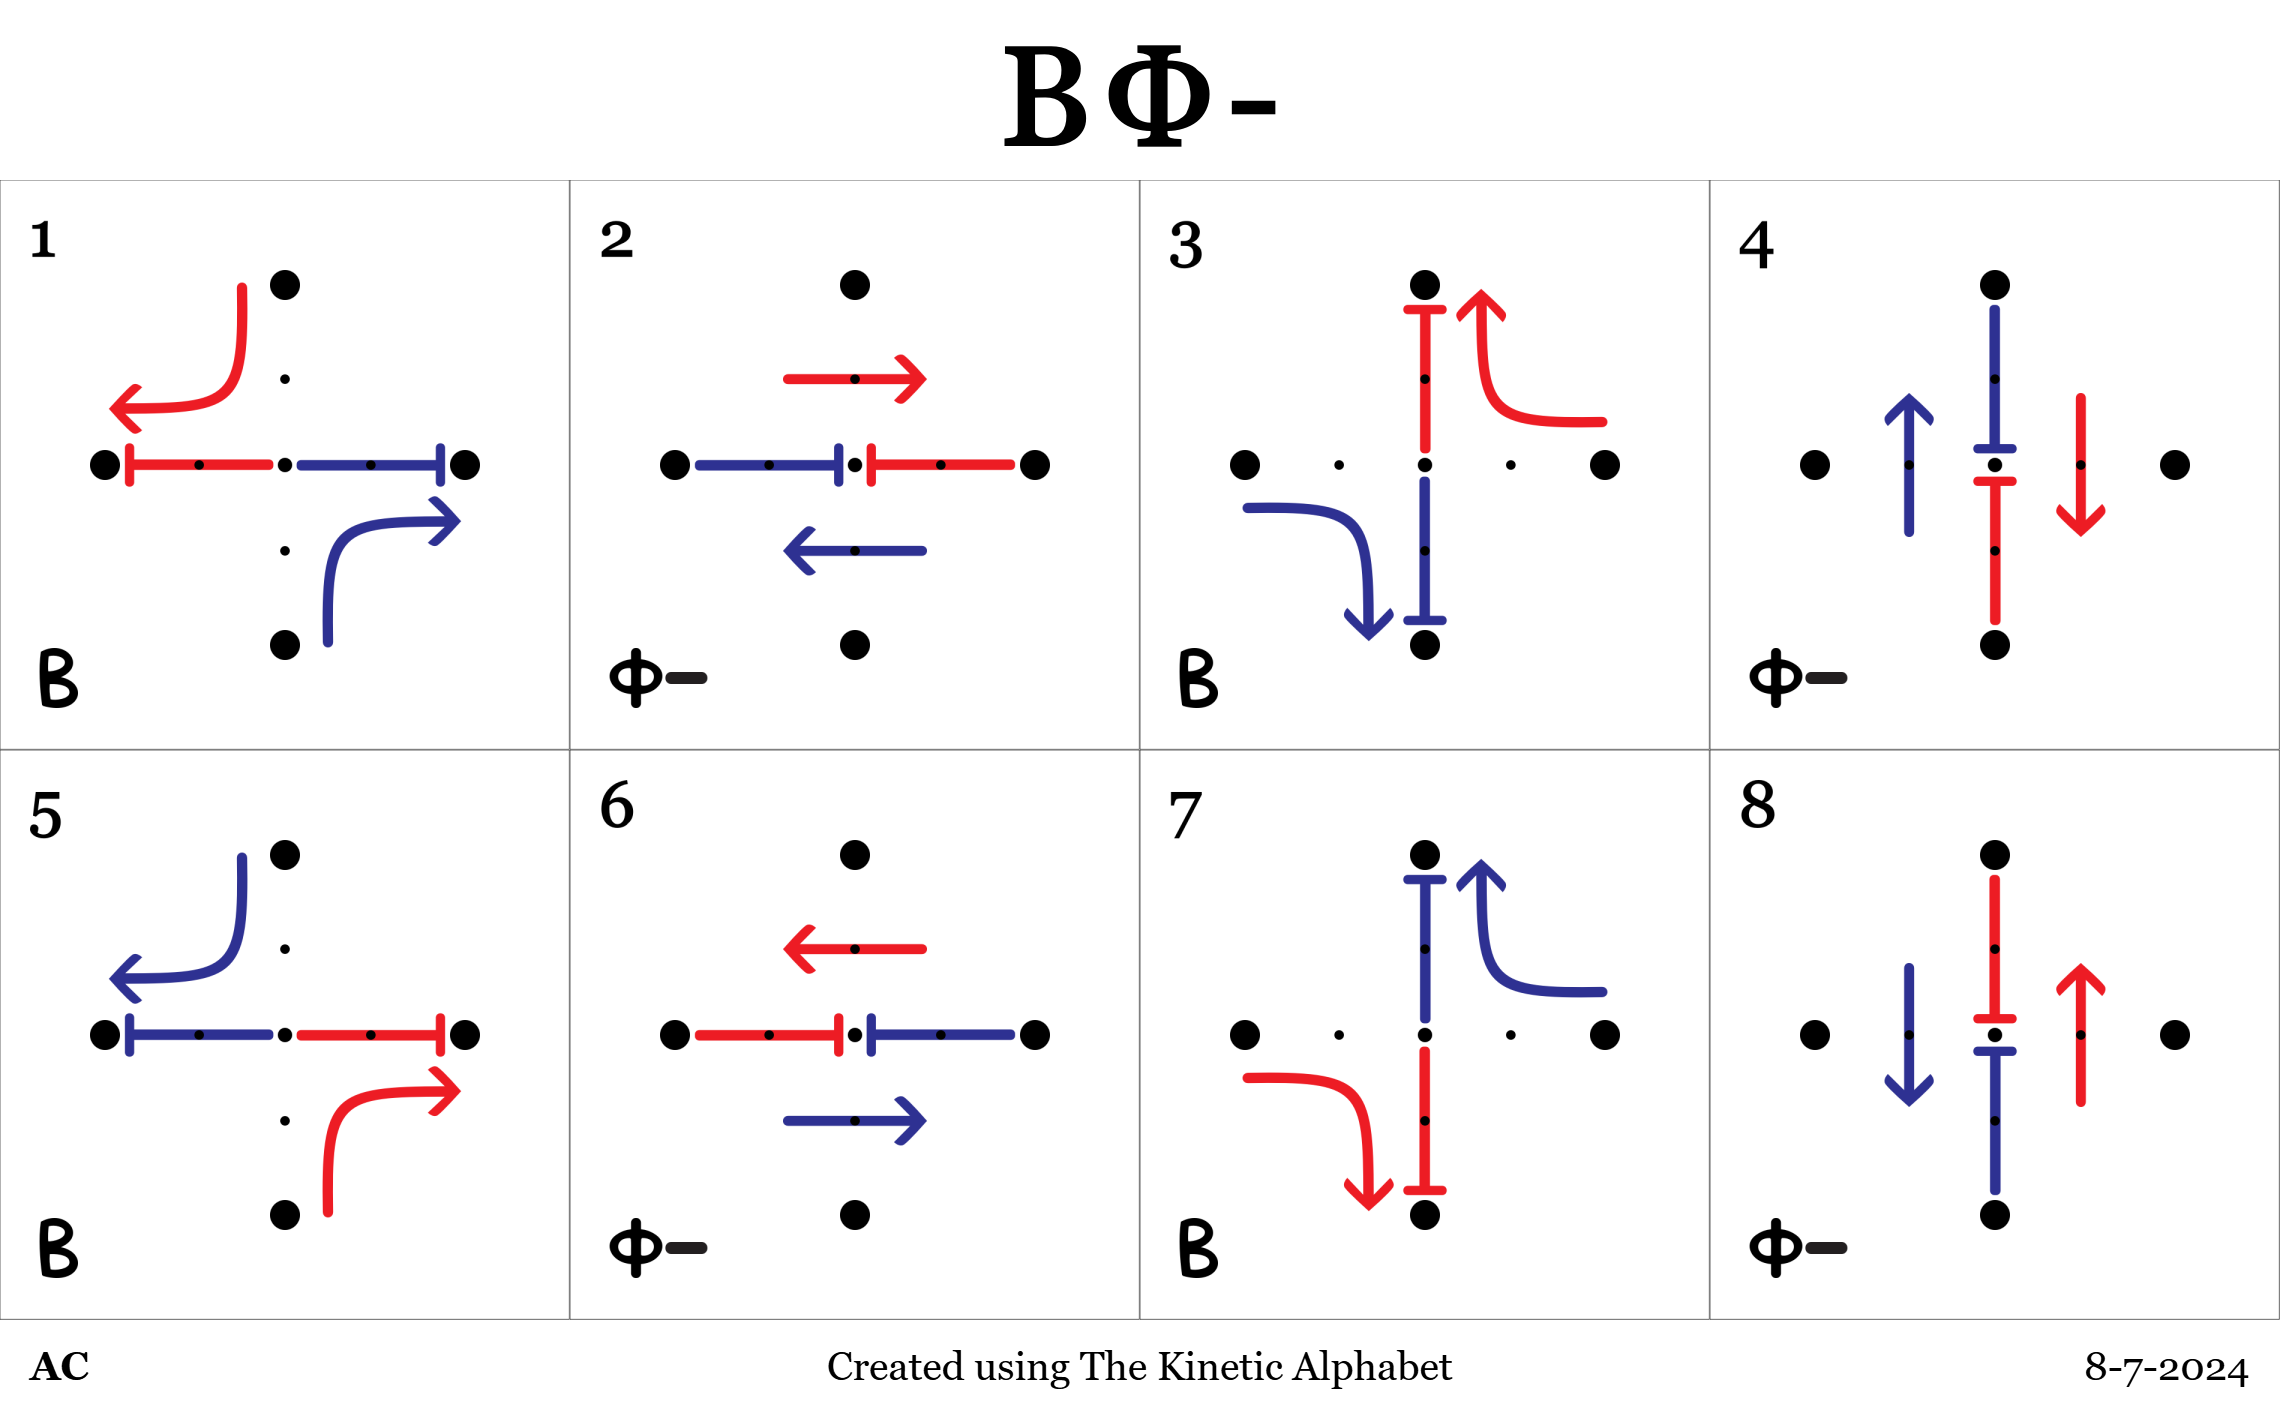 BΦ-
1
2
3
4
B
Φ-
B
Φ-
5
6
7
8
B
Φ-
B
Φ-
AC
Created using The Kinetic Alphabet
8-7-2024